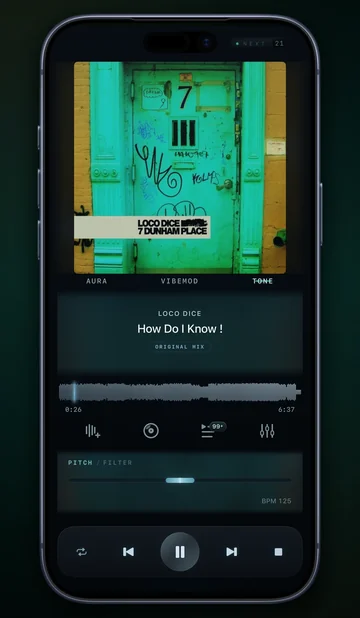 NEXT 21
7
LOCO DICE
7 DUNHAM PLACE
AURA VIBEMOD TONE
LOCO DICE
How Do I Know !
ORIGINAL MIX
0:26 6:37
99+
PITCH / FILTER
BPM 125